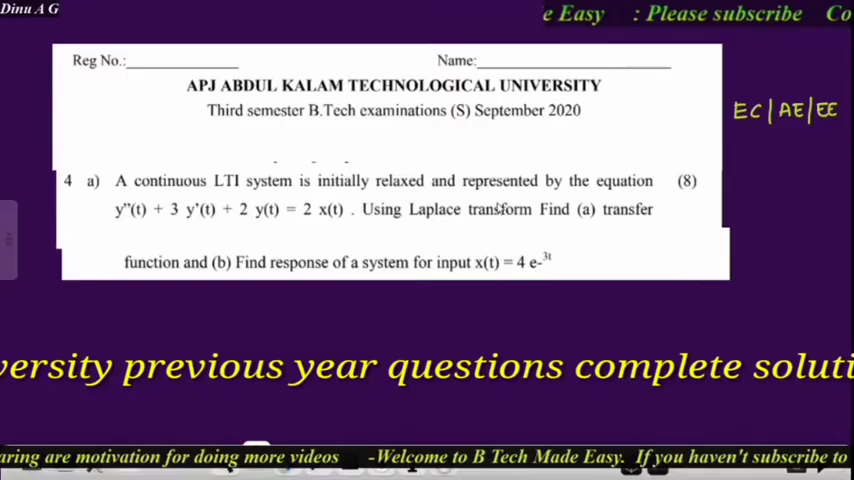 Dinu A G
e Easy : Please subscribe Co
Reg No.:_______________ Name:__________________________
APJ ABDUL KALAM TECHNOLOGICAL UNIVERSITY
Third semester B.Tech examinations (S) September 2020
EC | AE | EE
4 a) A continuous LTI system is initially relaxed and represented by the equation (8)
y”(t) + 3 y’(t) + 2 y(t) = 2 x(t) . Using Laplace transform Find (a) transfer
function and (b) Find response of a system for input x(t) = 4 e-³ᵗ
versity previous year questions complete soluti
aring are motivation for doing more videos -Welcome to B Tech Made Easy. If you haven't subscribe to